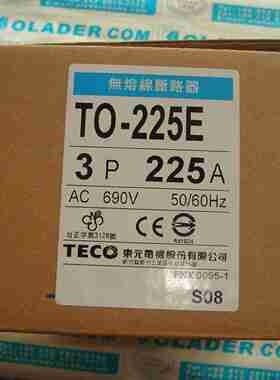 OLADER.COM
無熔線斷路器
TO-225E
3 P 225 A
AC 690V 50/60Hz
TECO 東元電機股份有限公司
S08